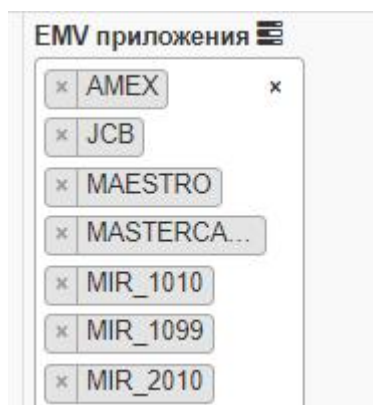 EMV приложения
× AMEX ×
× JCB
× MAESTRO
× MASTERCA...
× MIR_1010
× MIR_1099
× MIR_2010